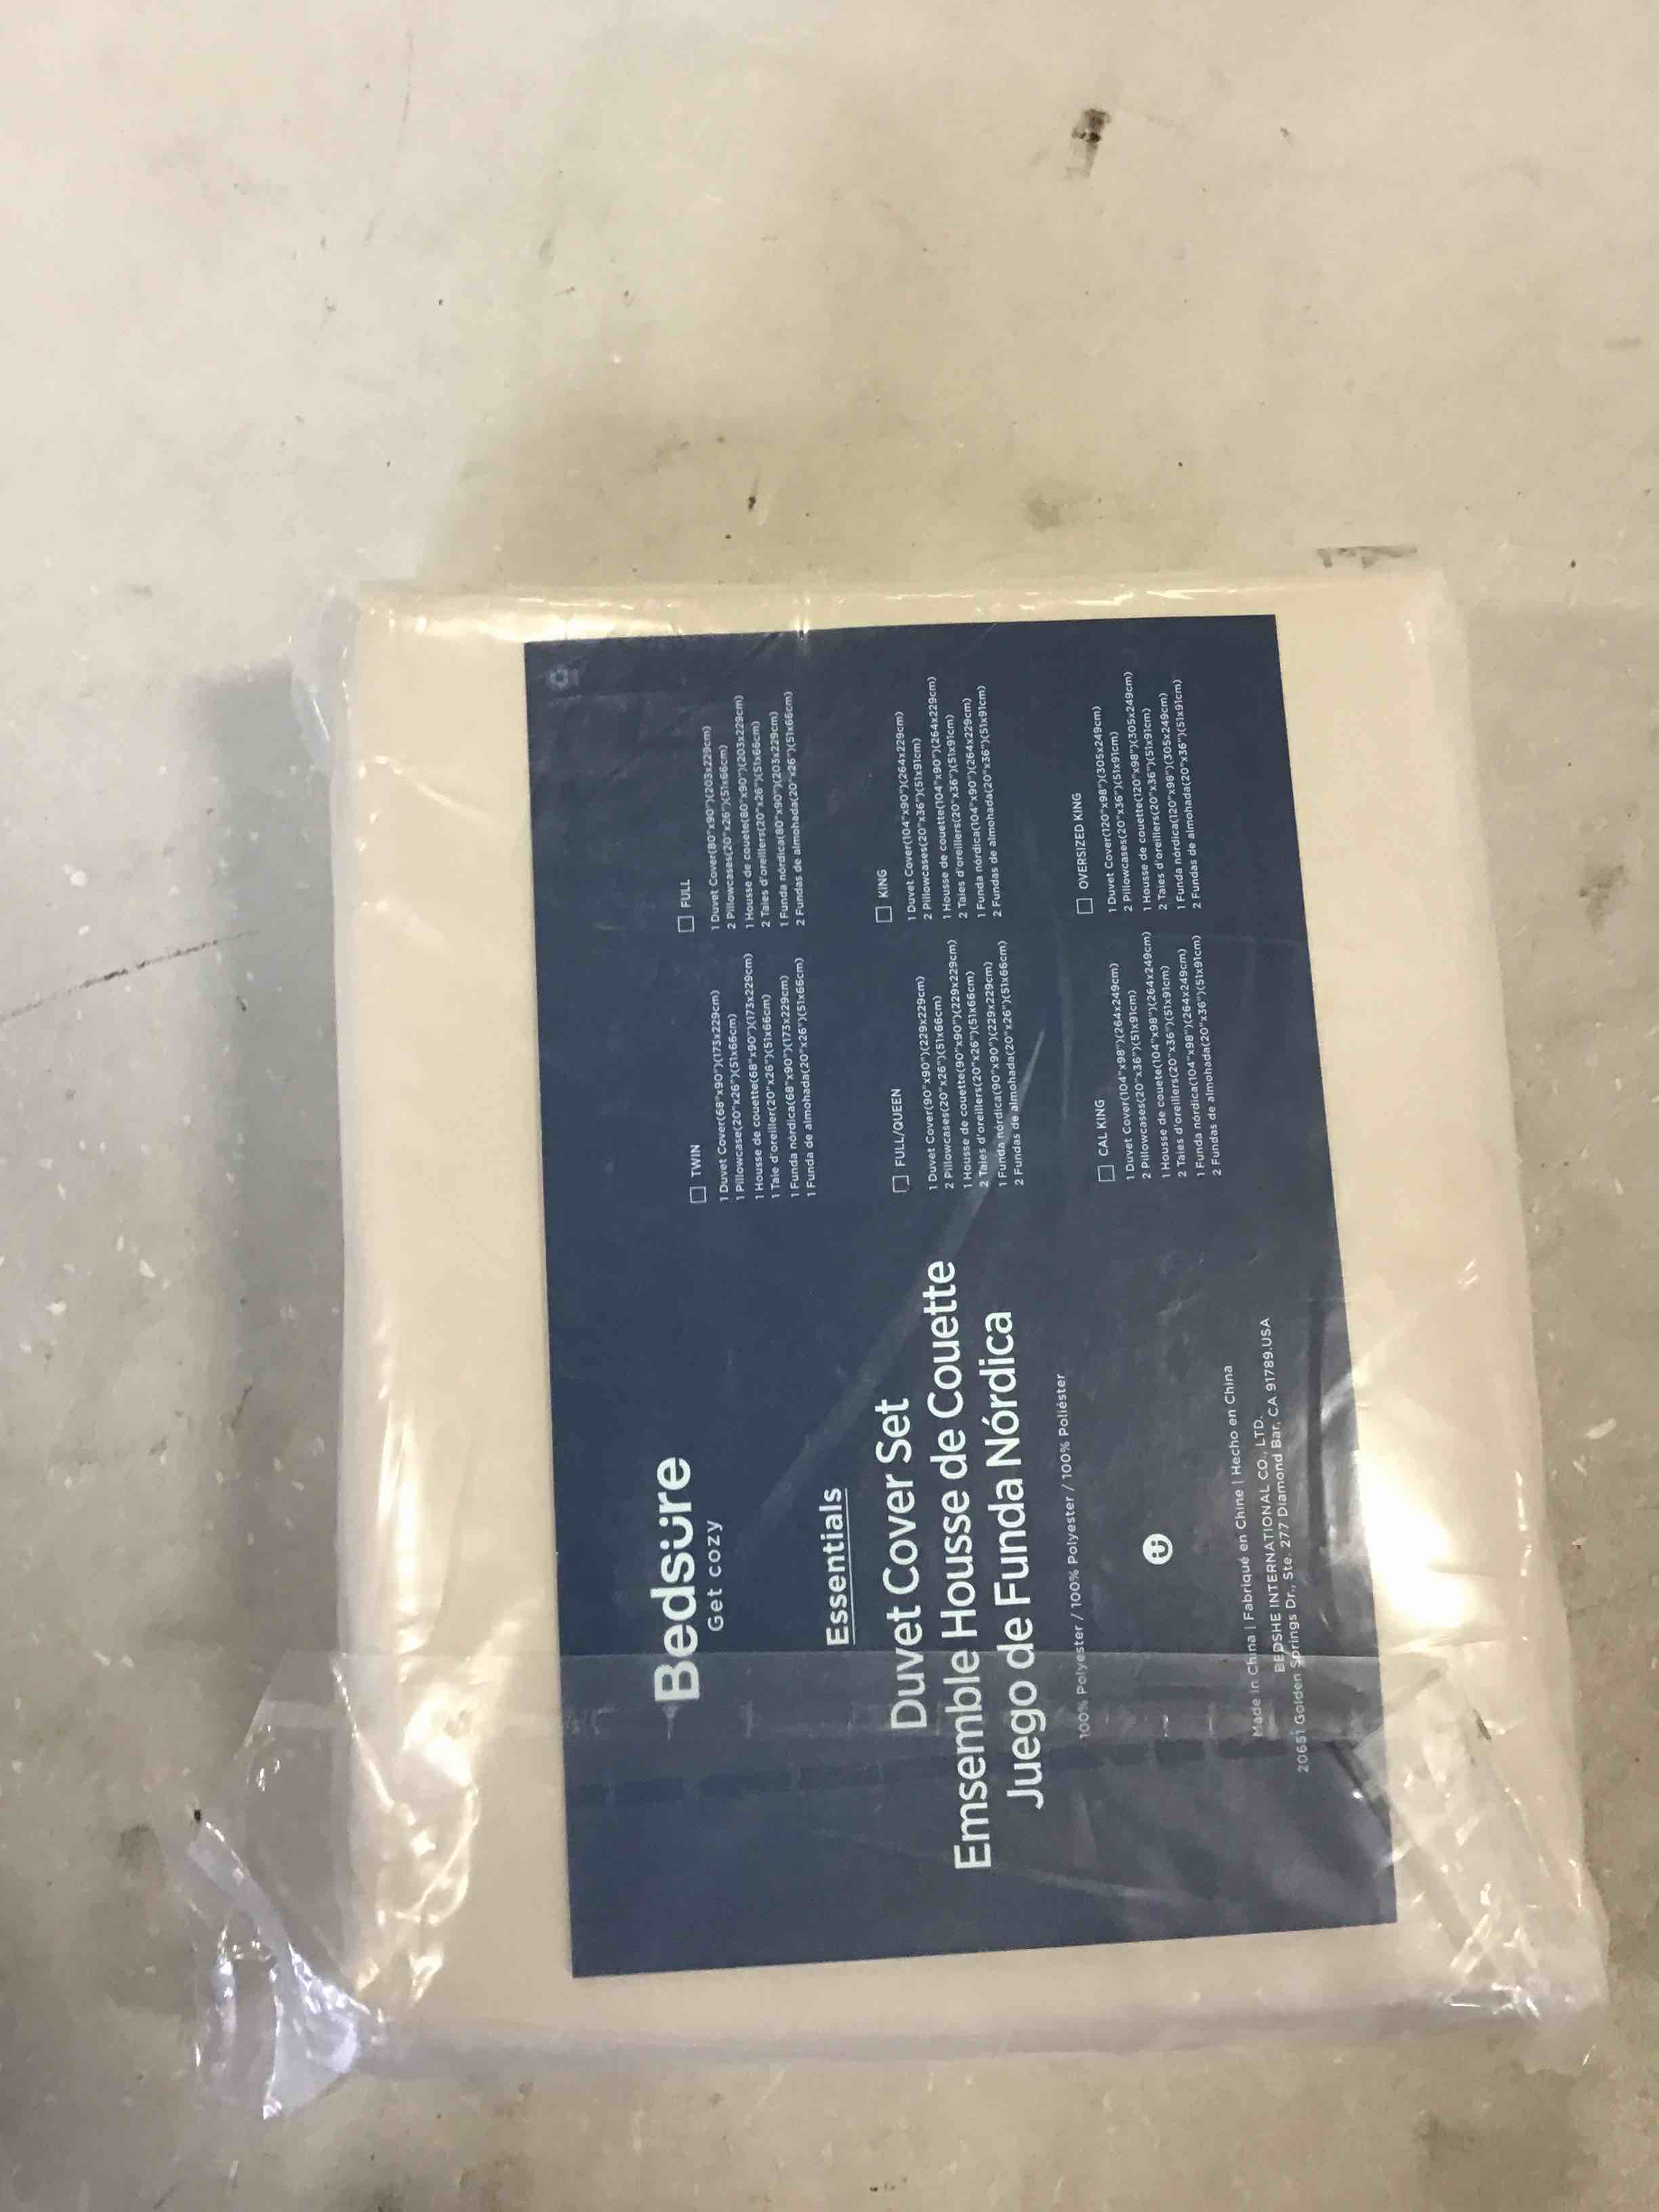 Bedsure
Get cozy
Essentials
Duvet Cover Set
Emsemble Housse de Couette
Juego de Funda Nórdica
100% Polyester / 100% Polyester / 100% Poliéster
Made in China | Fabriqué en Chine | Hecho en China
BEDSHE INTERNATIONAL CO., LTD.
20651 Golden Springs Dr., Ste. 277 Diamond Bar, CA 91789.USA
TWIN
1 Duvet Cover(68"x90")(173x229cm)
1 Pillowcase(20"x26")(51x66cm)
1 Housse de couette(68"x90")(173x229cm)
1 Taie d'oreiller(20"x26")(51x66cm)
1 Funda nórdica(68"x90")(173x229cm)
1 Funda de almohada(20"x26")(51x66cm)
FULL
1 Duvet Cover(80"x90")(203x229cm)
2 Pillowcases(20"x26")(51x66cm)
1 Housse de couete(80"x90")(203x229cm)
2 Taies d'oreillers(20"x26")(51x66cm)
1 Funda nórdica(80"x90")(203x229cm)
2 Fundas de almohada(20"x26")(51x66cm)
FULL/QUEEN
1 Duvet Cover(90"x90")(229x229cm)
2 Pillowcases(20"x26")(51x66cm)
1 Housse de couette(90"x90")(229x229cm)
2 Taies d'oreillers(20"x26")(51x66cm)
1 Funda nórdica(90"x90")(229x229cm)
2 Fundas de almohada(20"x26")(51x66cm)
KING
1 Duvet Cover(104"x90")(264x229cm)
2 Pillowcases(20"x36")(51x91cm)
1 Housse de couette(104"x90")(264x229cm)
2 Taies d'oreillers(20"x36")(51x91cm)
1 Funda nórdica(104"x90")(264x229cm)
2 Fundas de almohada(20"x36")(51x91cm)
CAL KING
1 Duvet Cover(104"x98")(264x249cm)
2 Pillowcases(20"x36")(51x91cm)
1 Housse de couete(104"x98")(264x249cm)
2 Taies d'oreillers(20"x36")(51x91cm)
1 Funda nórdica(104"x98")(264x249cm)
2 Fundas de almohada(20"x36")(51x91cm)
OVERSIZED KING
1 Duvet Cover(120"x98")(305x249cm)
2 Pillowcases(20"x36")(51x91cm)
1 Housse de couette(120"x98")(305x249cm)
2 Taies d'oreillers(20"x36")(51x91cm)
1 Funda nórdica(120"x98")(305x249cm)
2 Fundas de almohada(20"x36")(51x91cm)